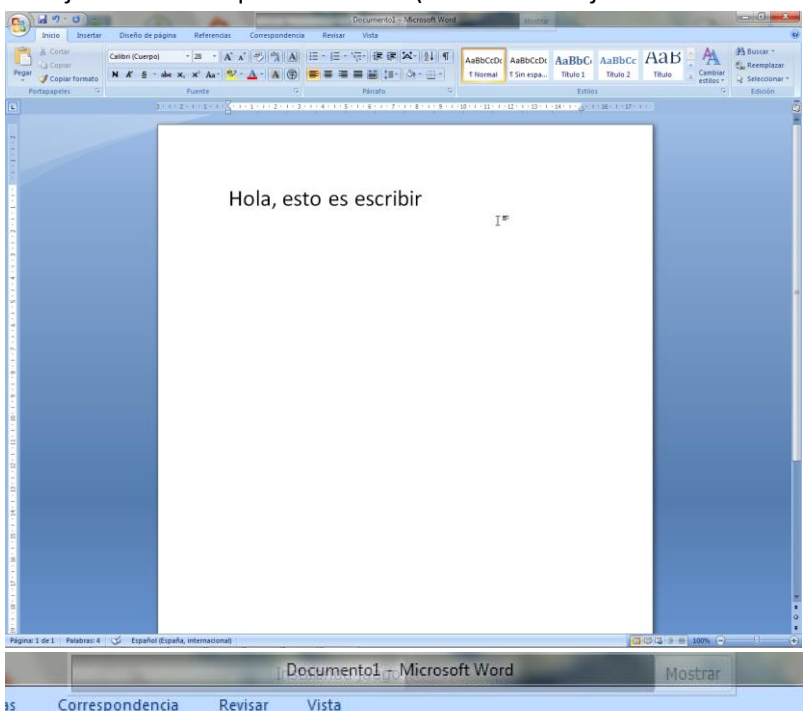 Documento1 - Microsoft Word
Mostrar
Inicio Insertar Diseño de página Referencias Correspondencia Revisar Vista
Pegar
Cortar
Copiar
Copiar formato
Portapapeles
Calibri (Cuerpo) 28
Fuente
Párrafo
AaBbCcDc AaBbCcDc AaBbC AaBbCc AaB
¶ Normal ¶ Sin espa... Título 1 Título 2 Título
Cambiar estilos
Estilos
Buscar
Reemplazar
Seleccionar
Edición
Hola, esto es escribir
Página: 1 de 1 Palabras: 4 Español (España, internacional) 100%
Documento1 - Microsoft Word
Mostrar
as Correspondencia Revisar Vista